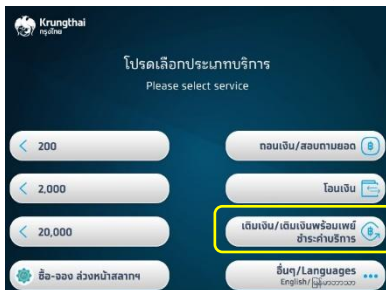 Krungthai
กรุงไทย
โปรดเลือกประเภทบริการ
Please select service
200
ถอนเงิน/สอบถามยอด
2,000
โอนเงิน
20,000
เติมเงิน/เติมเงินพร้อมเพย์
ชำระค่าบริการ
ซื้อ-จอง ล่วงหน้าสลากฯ
อื่นๆ/Languages
English/